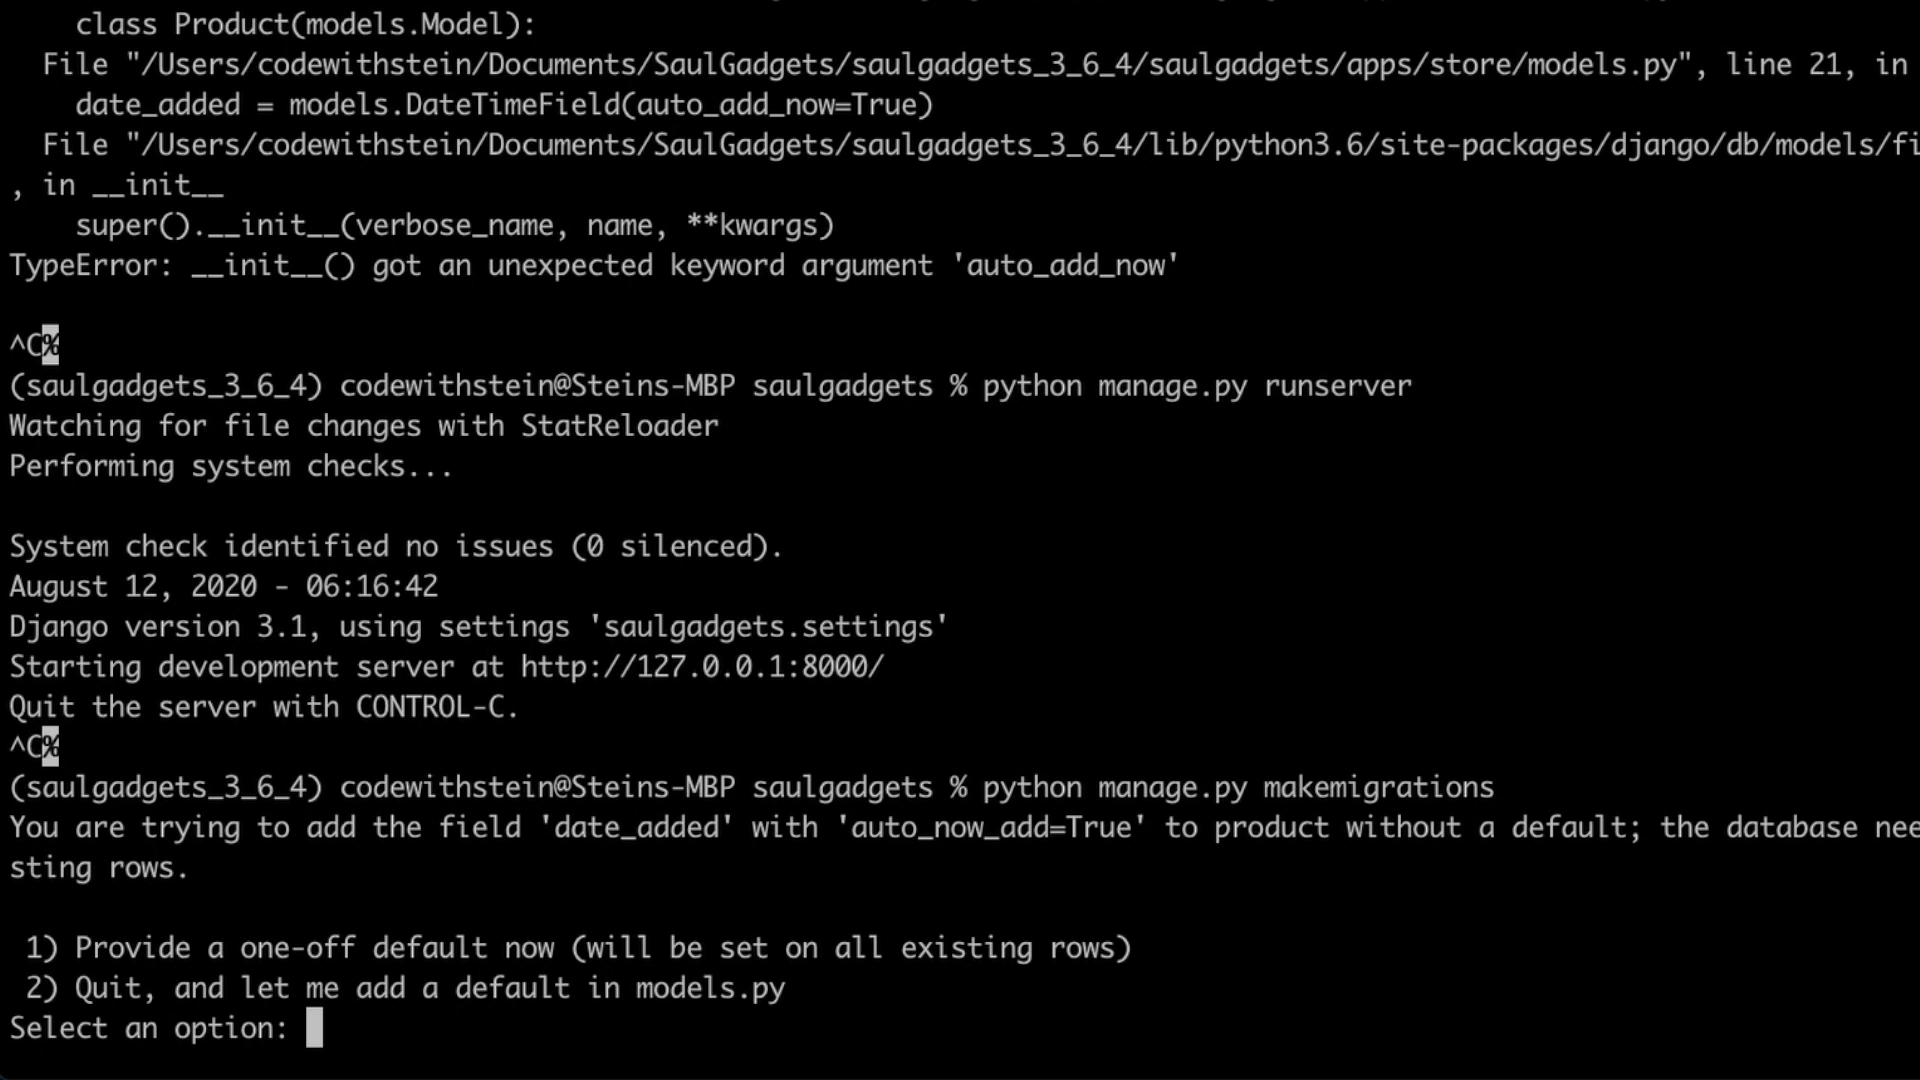 class Product(models.Model):
File "/Users/codewithstein/Documents/SaulGadgets/saulgadgets_3_6_4/saulgadgets/apps/store/models.py", line 21, in
date_added = models.DateTimeField(auto_add_now=True)
File "/Users/codewithstein/Documents/SaulGadgets/saulgadgets_3_6_4/lib/python3.6/site-packages/django/db/models/fi
, in __init__
super().__init__(verbose_name, name, **kwargs)
TypeError: __init__() got an unexpected keyword argument 'auto_add_now'
^C%
(saulgadgets_3_6_4) codewithstein@Steins-MBP saulgadgets % python manage.py runserver
Watching for file changes with StatReloader
Performing system checks...
System check identified no issues (0 silenced).
August 12, 2020 - 06:16:42
Django version 3.1, using settings 'saulgadgets.settings'
Starting development server at http://127.0.0.1:8000/
Quit the server with CONTROL-C.
^C%
(saulgadgets_3_6_4) codewithstein@Steins-MBP saulgadgets % python manage.py makemigrations
You are trying to add the field 'date_added' with 'auto_now_add=True' to product without a default; the database nee
sting rows.
1) Provide a one-off default now (will be set on all existing rows)
2) Quit, and let me add a default in models.py
Select an option: